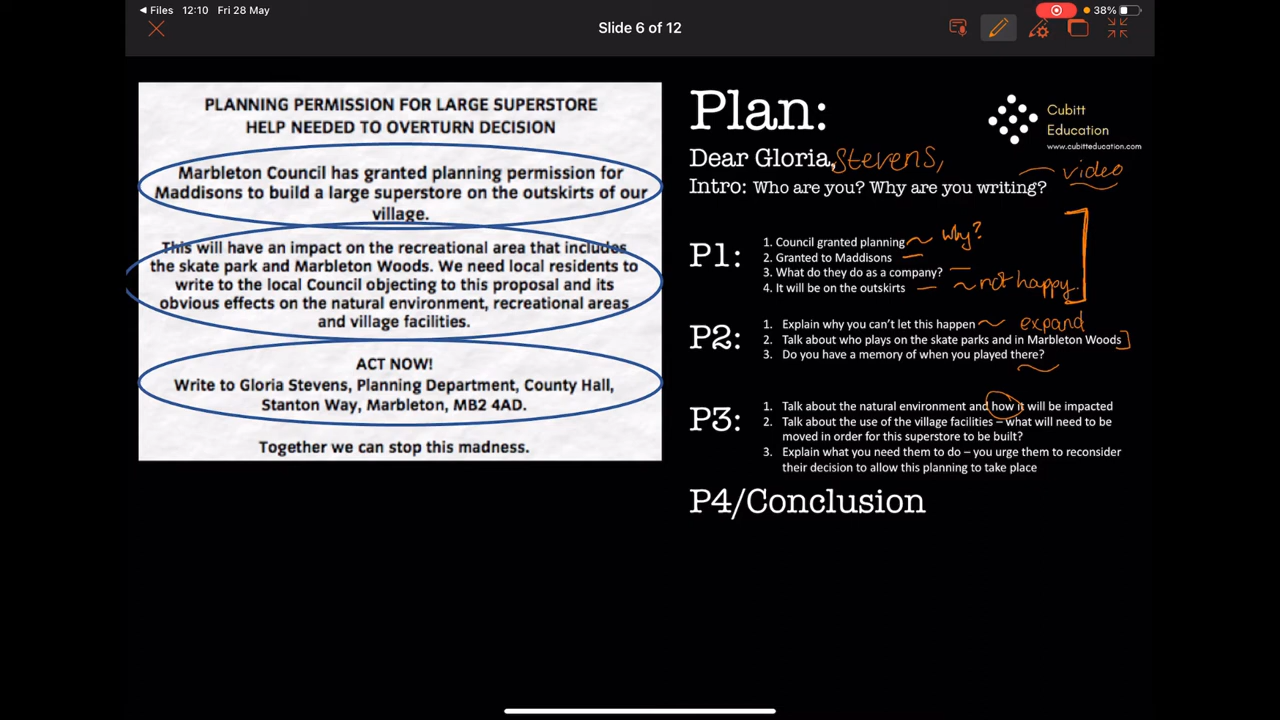 Files 12:10 Fri 28 May
38%
Slide 6 of 12
PLANNING PERMISSION FOR LARGE SUPERSTORE
HELP NEEDED TO OVERTURN DECISION
Marbleton Council has granted planning permission for
Maddisons to build a large superstore on the outskirts of our
village.
This will have an impact on the recreational area that includes
the skate park and Marbleton Woods. We need local residents to
write to the local Council objecting to this proposal and its
obvious effects on the natural environment, recreational areas
and village facilities.
ACT NOW!
Write to Gloria Stevens, Planning Department, County Hall,
Stanton Way, Marbleton, MB2 4AD.
Together we can stop this madness.
Plan:
Cubitt
Education
www.cubitteducation.com
Dear Gloria, Stevens,
Intro: Who are you? Why are you writing? video
P1:
1. Council granted planning why?
2. Granted to Maddisons
3. What do they do as a company?
4. It will be on the outskirts not happy.
P2:
1. Explain why you can't let this happen expand
2. Talk about who plays on the skate parks and in Marbleton Woods
3. Do you have a memory of when you played there?
P3:
1. Talk about the natural environment and how it will be impacted
2. Talk about the use of the village facilities – what will need to be
moved in order for this superstore to be built?
3. Explain what you need them to do – you urge them to reconsider
their decision to allow this planning to take place
P4/Conclusion